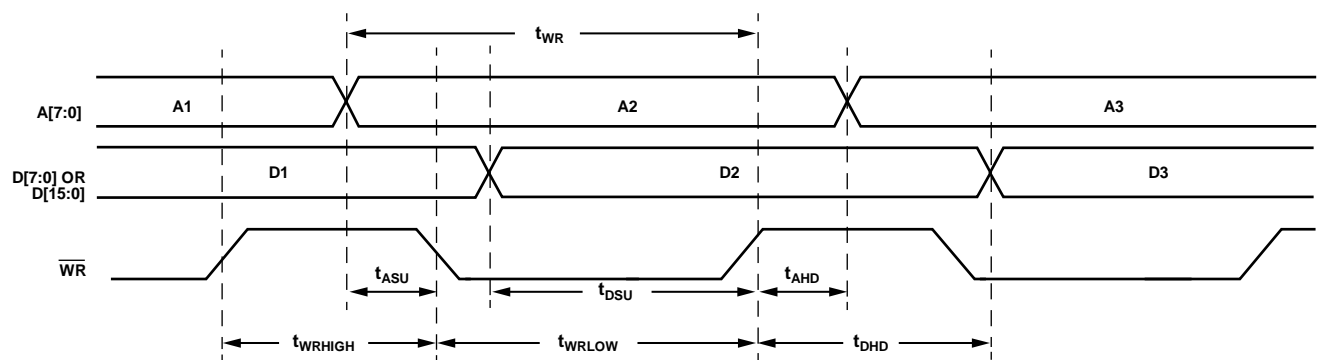 tWR
A[7:0]
A1
A2
A3
D[7:0] OR
D[15:0]
D1
D2
D3
WR
tASU
tDSU
tAHD
tWRHIGH
tWRLOW
tDHD